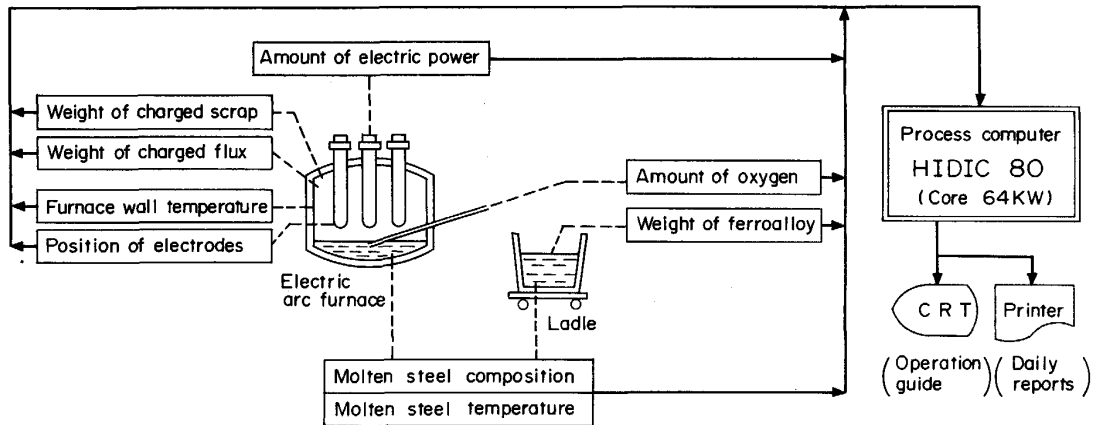 Amount of electric power
Weight of charged scrap
Weight of charged flux
Furnace wall temperature
Position of electrodes
Electric
arc furnace
Amount of oxygen
Weight of ferroalloy
Ladle
Molten steel composition
Molten steel temperature
Process computer
HIDIC 80
(Core 64KW)
CRT
Printer
(Operation
guide)
(Daily
reports)